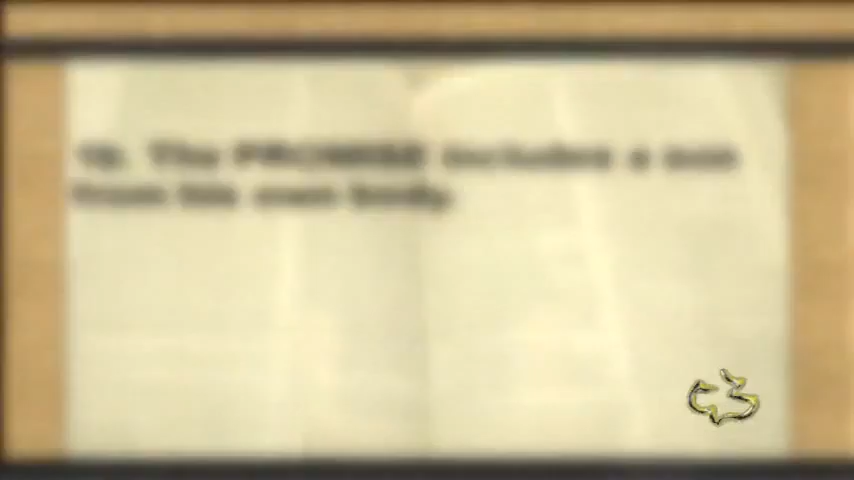 The PROMISE includes a son
from his own body.